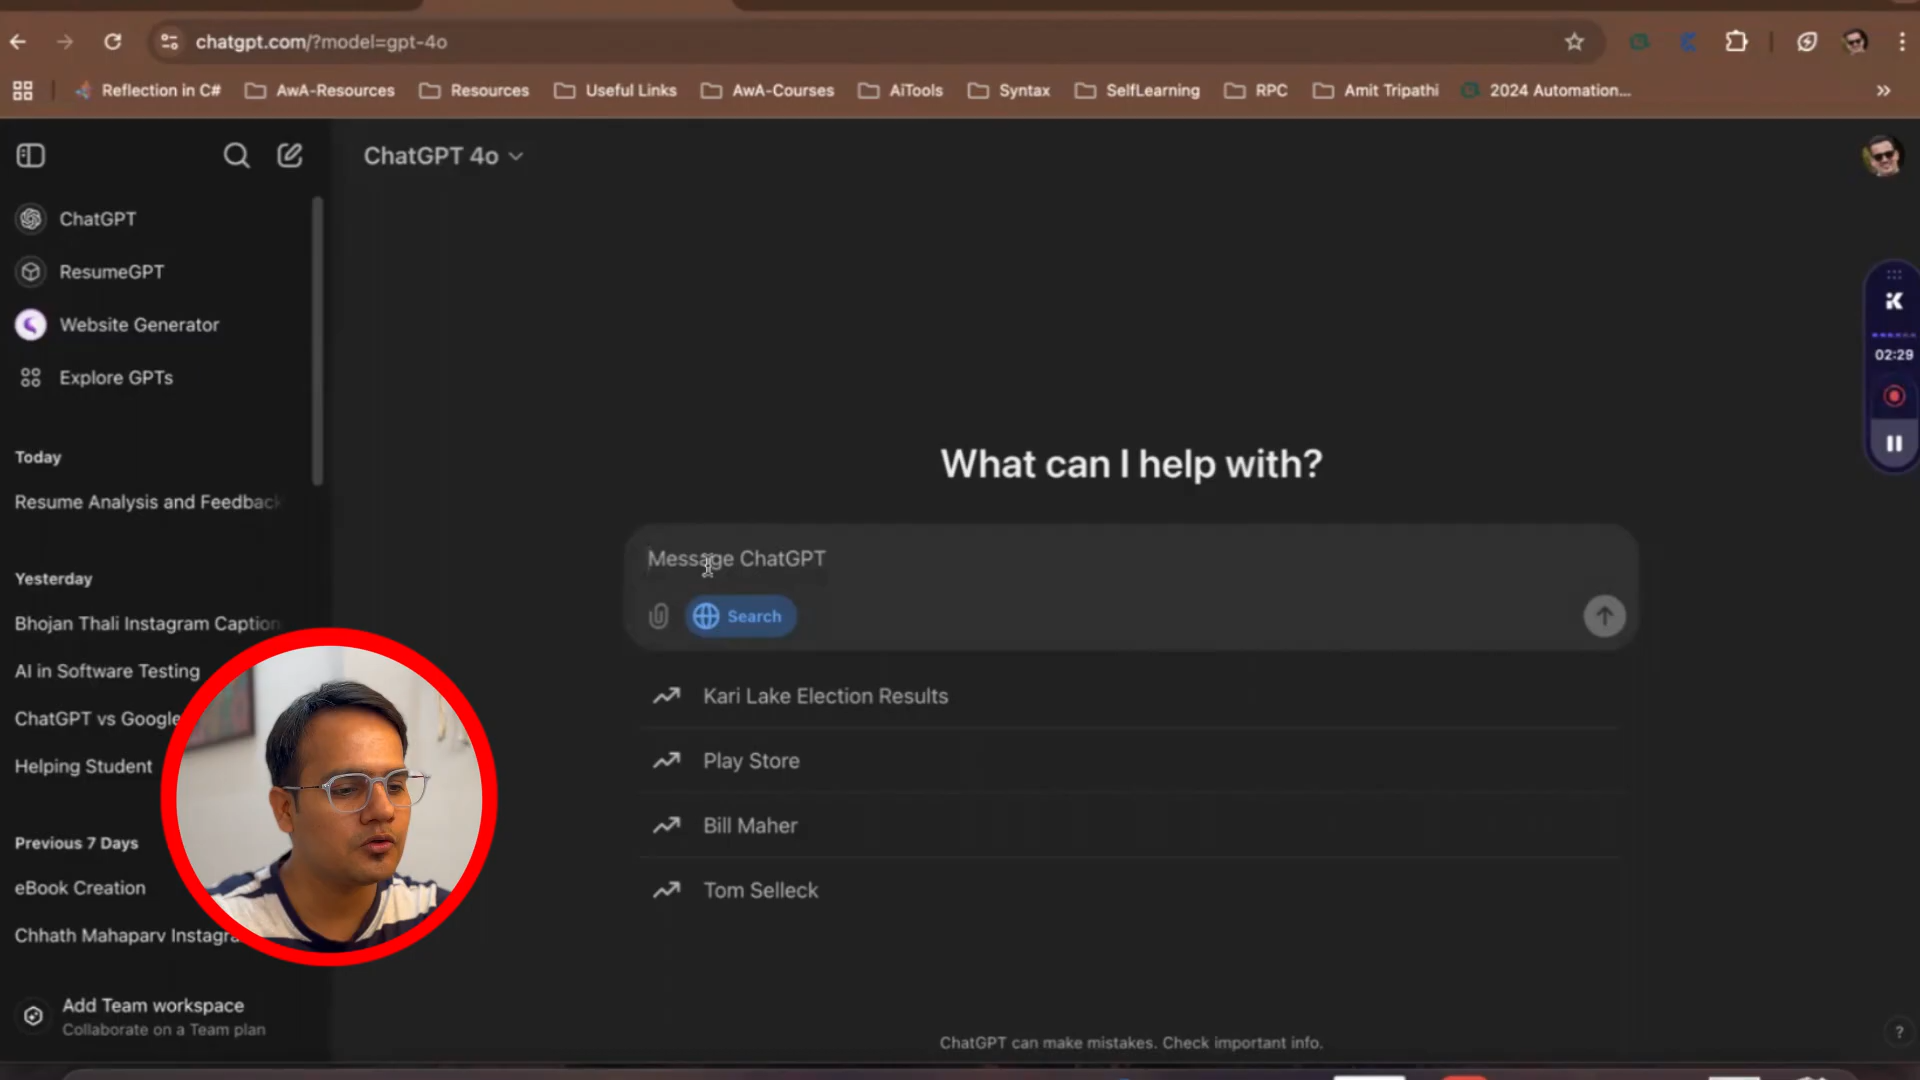 chatgpt.com/?model=gpt-4o
Reflection in C#
AwA-Resources
Resources
Useful Links
AwA-Courses
AiTools
Syntax
SelfLearning
RPC
Amit Tripathi
2024 Automation...
ChatGPT 4o
ChatGPT
ResumeGPT
Website Generator
Explore GPTs
Today
Resume Analysis and Feedback
Yesterday
Bhojan Thali Instagram Caption
AI in Software Testing
ChatGPT vs Google
Helping Student
Previous 7 Days
eBook Creation
Chhath Mahaparv Instagra
Add Team workspace
Collaborate on a Team plan
What can I help with?
Message ChatGPT
Search
Kari Lake Election Results
Play Store
Bill Maher
Tom Selleck
ChatGPT can make mistakes. Check important info.
?
K
02:29